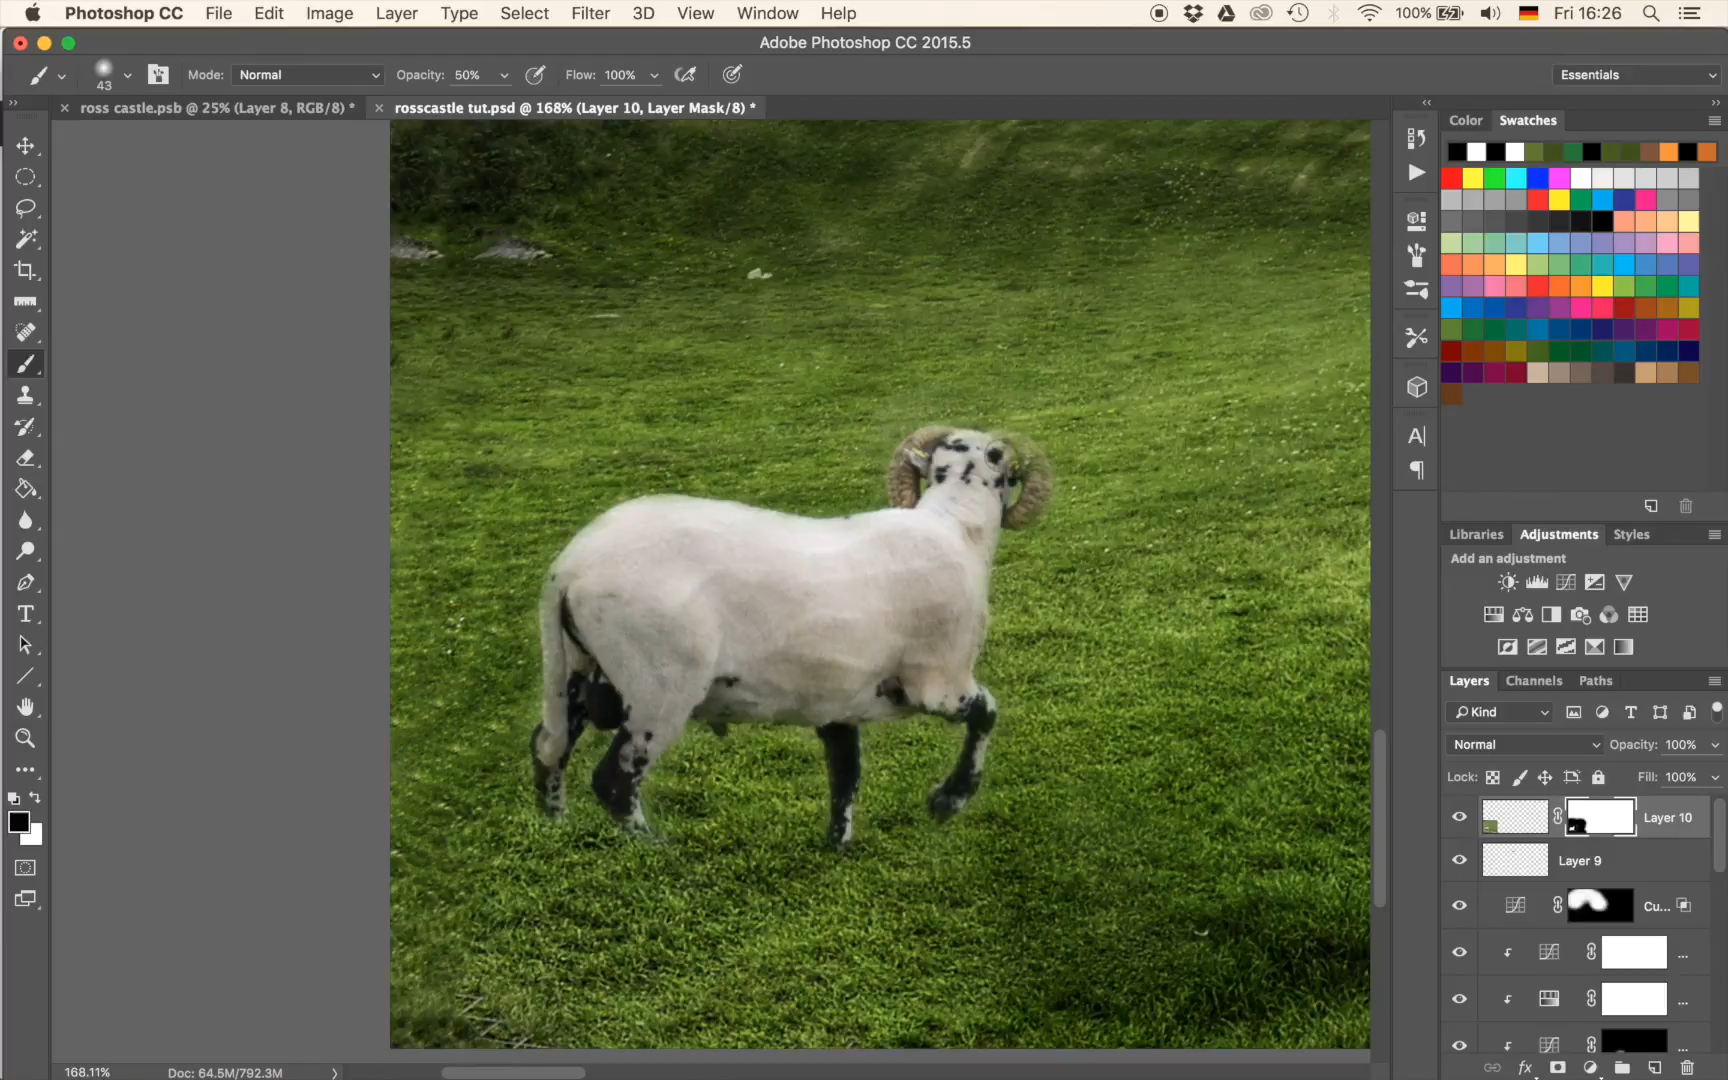 Photoshop CC File Edit Image Layer Type Select Filter 3D View Window Help 100% Fri 16:26
Adobe Photoshop CC 2015.5
43 Mode: Normal Opacity: 50% Flow: 100% Essentials
ross castle.psb @ 25% (Layer 8, RGB/8) * rosscastle tut.psd @ 168% (Layer 10, Layer Mask/8) *
Color Swatches
Libraries Adjustments Styles
Add an adjustment
Layers Channels Paths
Kind
Normal Opacity: 100%
Lock: Fill: 100%
Layer 10
Layer 9
Cu...
...
...
...
168.11% Doc: 64.5M/792.3M